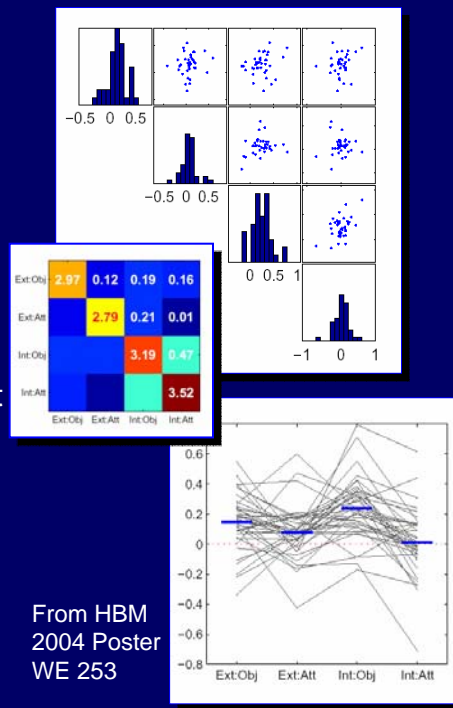 −0.5 0 0.5
−0.5 0 0.5
0 0.5 1
−1 0 1
Ext:Obj 2.97 0.12 0.19 0.16
Ext:Att 2.79 0.21 0.01
Int:Obj 3.19 0.47
Int:Att 3.52
Ext:Obj Ext:Att Int:Obj Int:Att
:
0.6
0.4
0.2
0
−0.2
−0.4
−0.6
−0.8
Ext:Obj Ext:Att Int:Obj Int:Att
From HBM
2004 Poster
WE 253